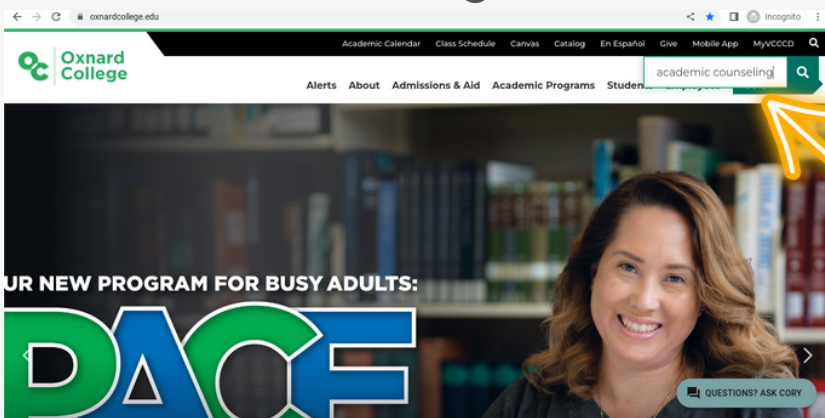 oxnardcollege.edu
Incognito
Academic Calendar Class Schedule Canvas Catalog En Español Give Mobile App MyVCCCD
Oxnard
College
academic counseling
Alerts About Admissions & Aid Academic Programs
UR NEW PROGRAM FOR BUSY ADULTS:
PACE
QUESTIONS? ASK CORY